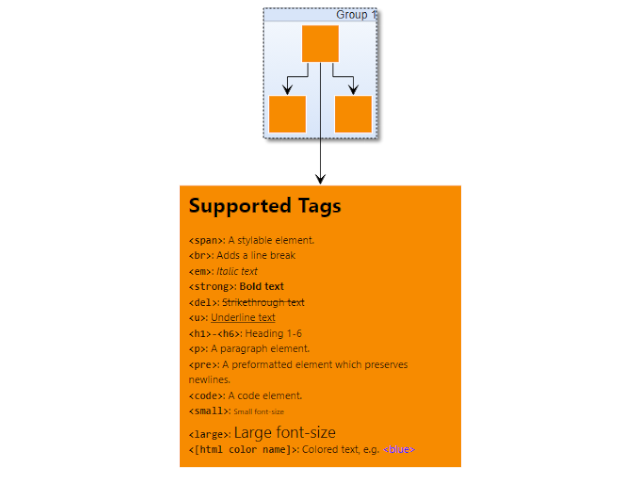 Group 1
Supported Tags
<span>: A stylable element.
<br>: Adds a line break
<em>: Italic text
<strong>: Bold text
<del>: Strikethrough text
<u>: Underline text
<h1>-<h6>: Heading 1-6
<p>: A paragraph element.
<pre>: A preformatted element which preserves
newlines.
<code>: A code element.
<small>: Small font-size
<large>: Large font-size
<[html color name]>: Colored text, e.g. <blue>